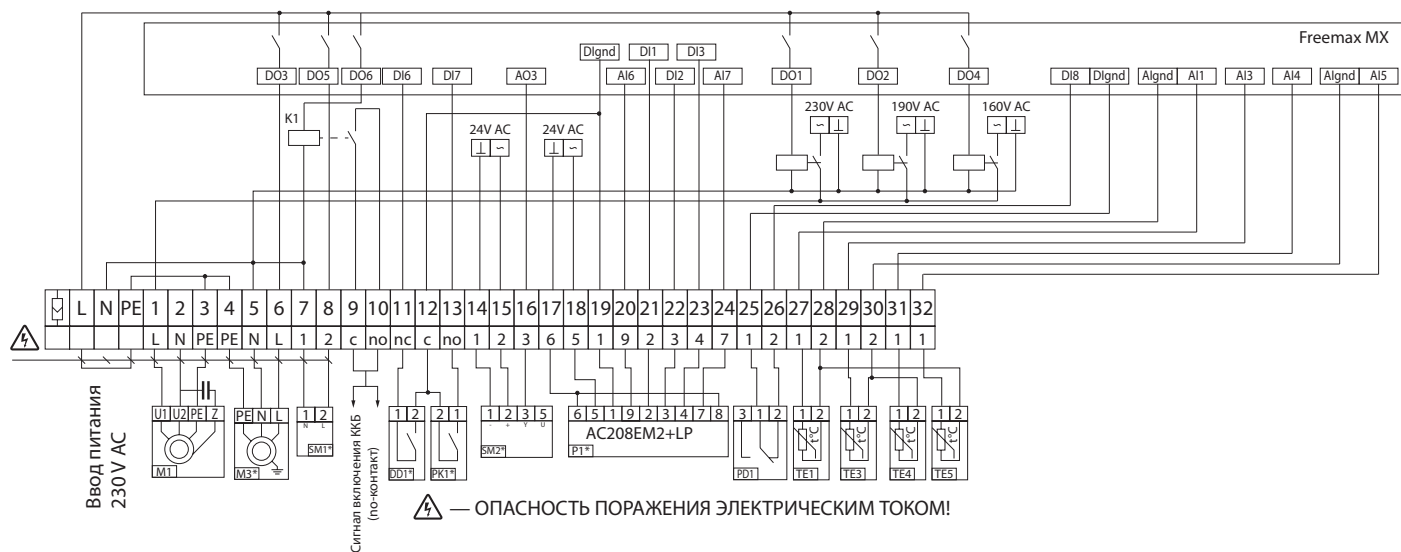 Freemax MX
DIgnd DI1 DI3
DO3 DO5 DO6 DI6 DI7 AO3 AI6 DI2 AI7 DO1 DO2 DO4 DI8 DIgnd AIgnd AI1 AI3 AI4 AIgnd AI5
K1 24V AC 24V AC 230V AC 190V AC 160V AC
L N PE 1 2 3 4 5 6 7 8 9 10 11 12 13 14 15 16 17 18 19 20 21 22 23 24 25 26 27 28 29 30 31 32
L N PE PE N L 1 2 c no nc c no 1 2 3 6 5 1 9 2 3 4 7 1 2 1 2 1 2 1 1
Ввод питания
230 V AC
U1 U2 PE Z
M1
PE N L
M3*
1 2
N L
SM1*
Сигнал включения ККБ
(no-контакт)
1 2
DD1*
2 1
PK1*
1 2 3 5
- + Y U
SM2*
6 5 1 9 2 3 4 7 8
AC208EM2+LP
P1*
3 1 2
PD1
1 2
t°C
TE1
1 2
t°C
TE3
1 2
t°C
TE4
1 2
t°C
TE5
— ОПАСНОСТЬ ПОРАЖЕНИЯ ЭЛЕКТРИЧЕСКИМ ТОКОМ!